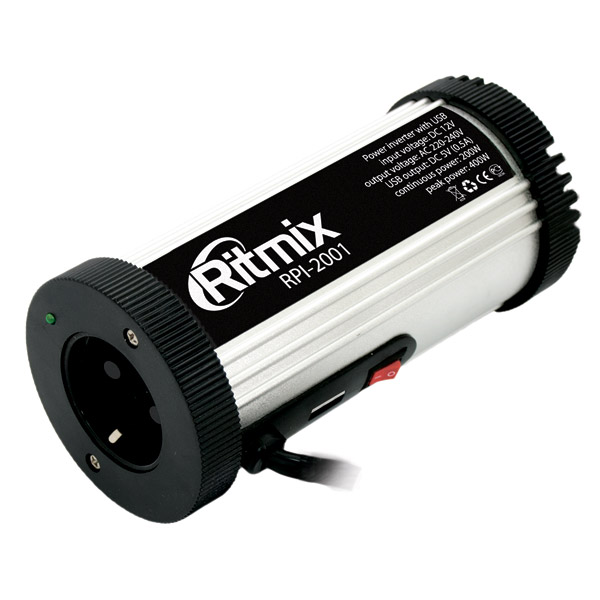 Ritmix
RPI-2001
Power inverter with USB
input voltage: DC 12V
output voltage: AC 220-240V
USB output: DC 5V (0.5A)
continuous power: 200W
peak power: 400W
CE